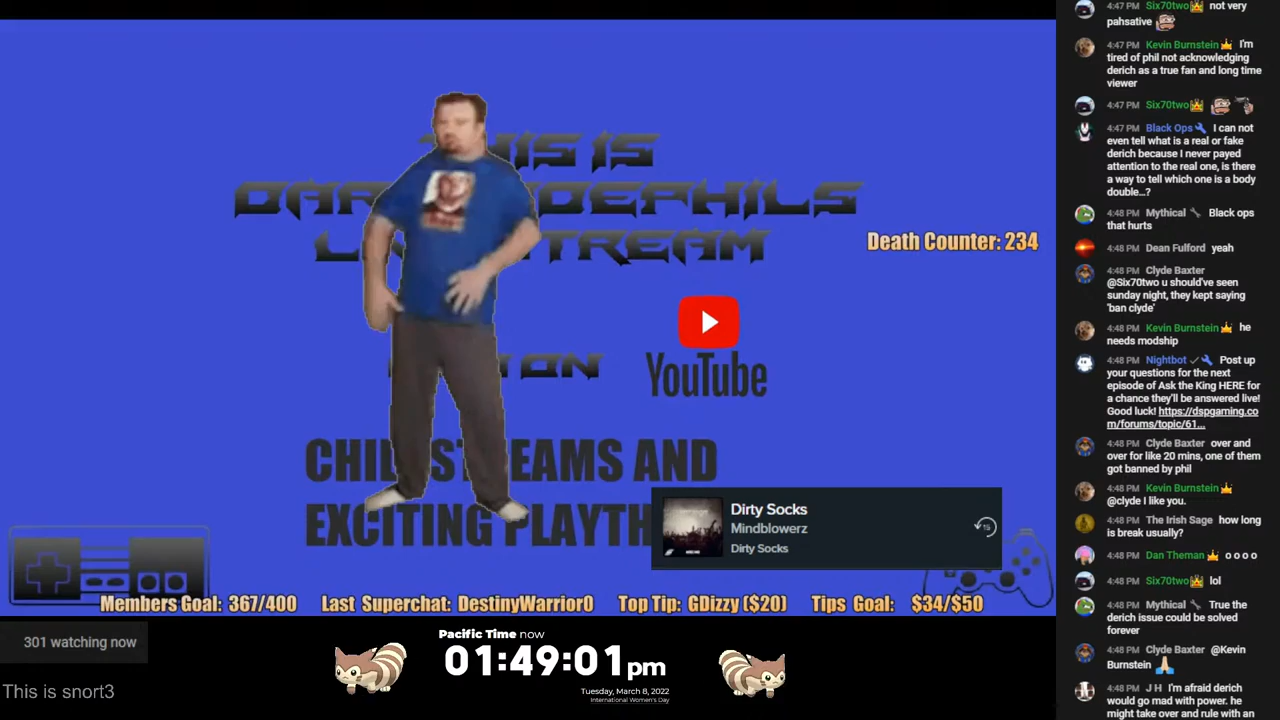 THIS IS
LIVESTREAM
Death Counter: 234
YouTube
CHILL STREAMS AND
EXCITING
Dirty Socks
Mindblowerz
Dirty Socks
15
Members Goal: 367/400 Last Superchat: DestinyWarrior0 Top Tip: GDizzy ($20) Tips Goal: $34/$50
301 watching now
This is snort3
Pacific Time now
01:49:01pm
Tuesday, March 8, 2022
International Women's Day
4:47 PM Six70two not very
pahsative
4:47 PM Kevin Burnstein I'm
tired of phil not acknowledging
derich as a true fan and long time
viewer
4:47 PM Six70two
4:47 PM Black Ops I can not
even tell what is a real or fake
derich because I never payed
attention to the real one, is there
a way to tell which one is a body
double...?
4:48 PM Mythical Black ops
that hurts
4:48 PM Dean Fulford yeah
4:48 PM Clyde Baxter
@Six70two u should've seen
sunday night, they kept saying
'ban clyde'
4:48 PM Kevin Burnstein he
needs modship
4:48 PM Nightbot Post up
your questions for the next
episode of Ask the King HERE for
a chance they'll be answered live!
Good luck! https://dspgaming.co
m/forums/topic/61...
4:48 PM Clyde Baxter over and
over for like 20 mins, one of them
got banned by phil
4:48 PM Kevin Burnstein
@clyde I like you.
4:48 PM The Irish Sage how long
is break usually?
4:48 PM Dan Theman o o o o
4:48 PM Six70two lol
4:48 PM Mythical True the
derich issue could be solved
forever
4:48 PM Clyde Baxter @Kevin
Burnstein
4:48 PM J H I'm afraid derich
would go mad with power. he
might take over and rule with an